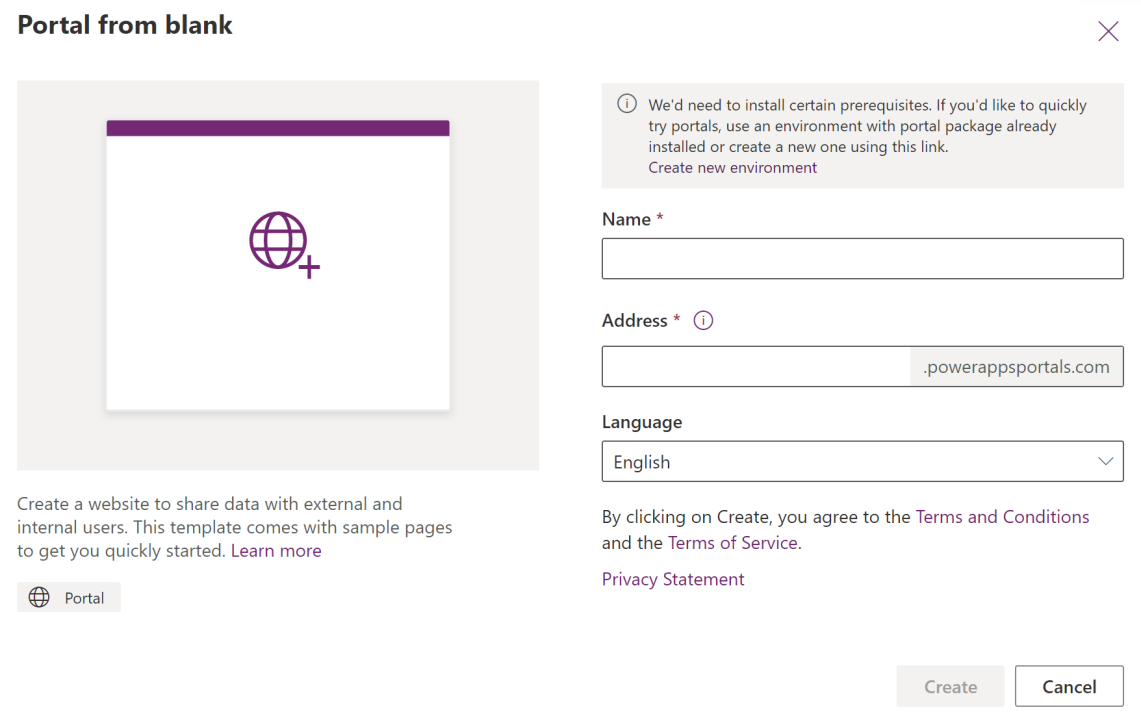 Portal from blank
We'd need to install certain prerequisites. If you'd like to quickly
try portals, use an environment with portal package already
installed or create a new one using this link.
Create new environment
Name *
Address *
.powerappsportals.com
Language
English
By clicking on Create, you agree to the Terms and Conditions
and the Terms of Service.
Privacy Statement
Create a website to share data with external and
internal users. This template comes with sample pages
to get you quickly started. Learn more
Portal
Create
Cancel